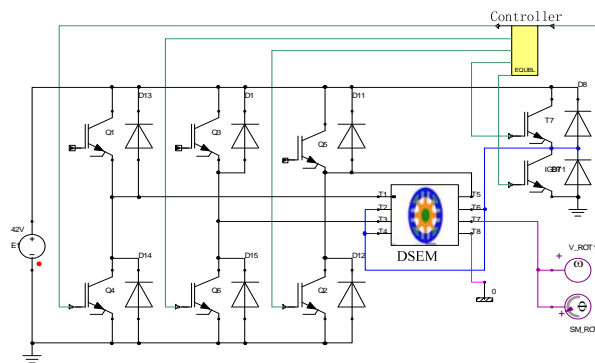 Controller
EQUBL
D13
D1
D11
D8
Q1
Q3
Q5
T7
42V
E1
T1
T2
T3
T4
T5
T6
T7
T8
DSEM
D14
D15
D12
Q4
Q6
Q2
0
V_ROT
ω
SM_RO